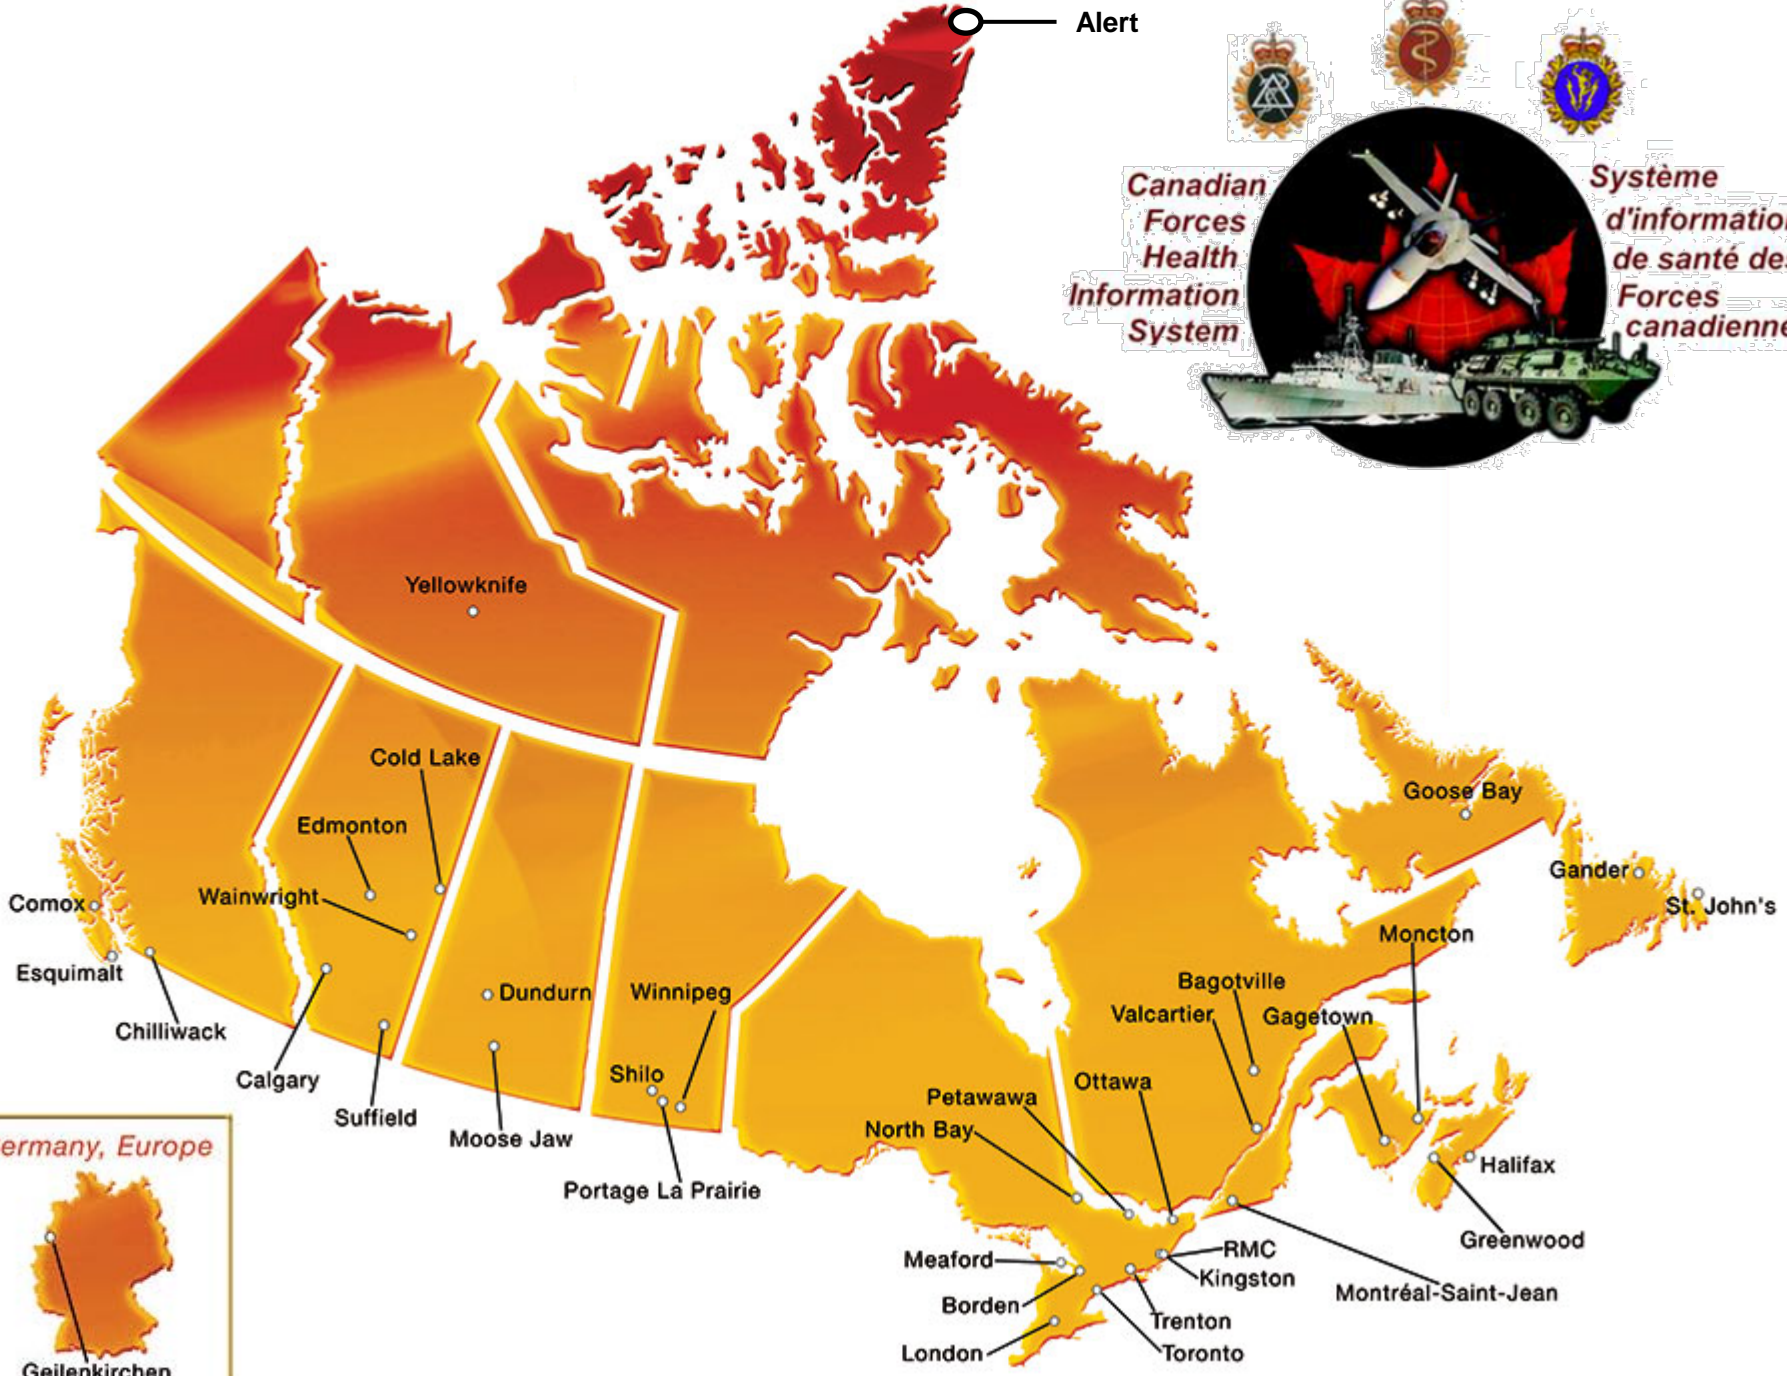 Alert
Canadian
Forces
Health
Information
System
Système
d'informatio
de santé des
Forces
canadienne
Yellowknife
Cold Lake
Edmonton
Wainwright
Comox
Esquimalt
Chilliwack
Calgary
Suffield
Dundurn
Moose Jaw
Winnipeg
Shilo
Portage La Prairie
Goose Bay
Gander
St. John's
Moncton
Bagotville
Valcartier
Gagetown
Ottawa
Petawawa
North Bay
Halifax
Greenwood
Montréal-Saint-Jean
RMC
Kingston
Meaford
Borden
Trenton
London
Toronto
ermany, Europe
Geilenkirchen